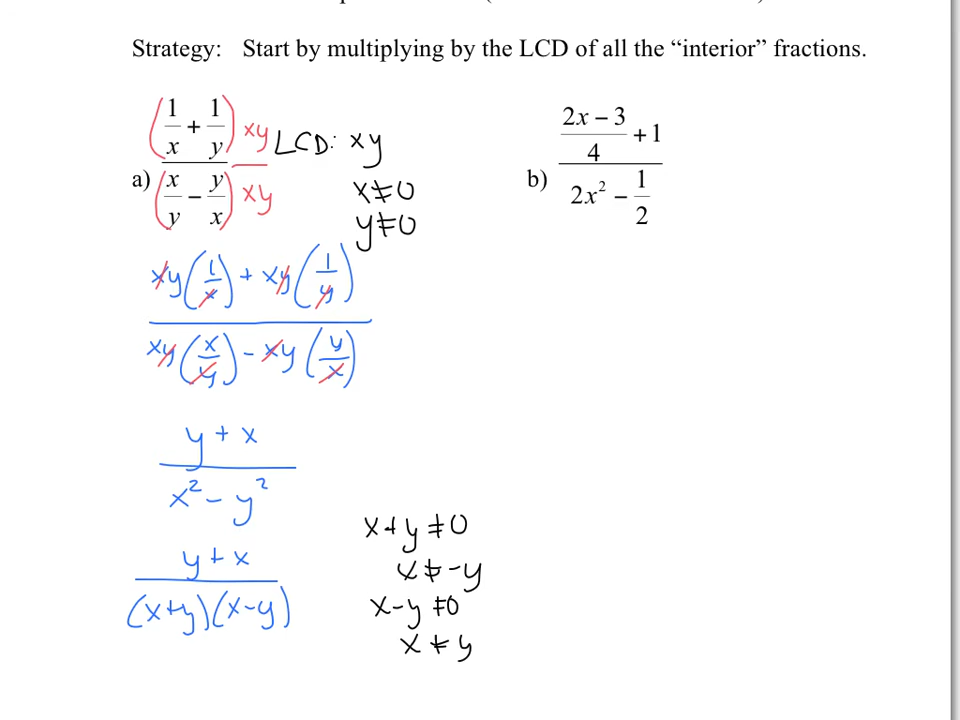 Strategy: Start by multiplying by the LCD of all the “interior” fractions.
a) (1/x + 1/y) xy / (x/y − y/x) xy
LCD: xy
x ≠ 0
y ≠ 0
xy(1/x) + xy(1/y) / xy(x/y) - xy(y/x)
y + x / x² - y²
y + x / (x+y)(x-y)
x + y ≠ 0
x ≠ -y
x - y ≠ 0
x ≠ y
b) (2x − 3)/4 + 1 / 2x² − 1/2